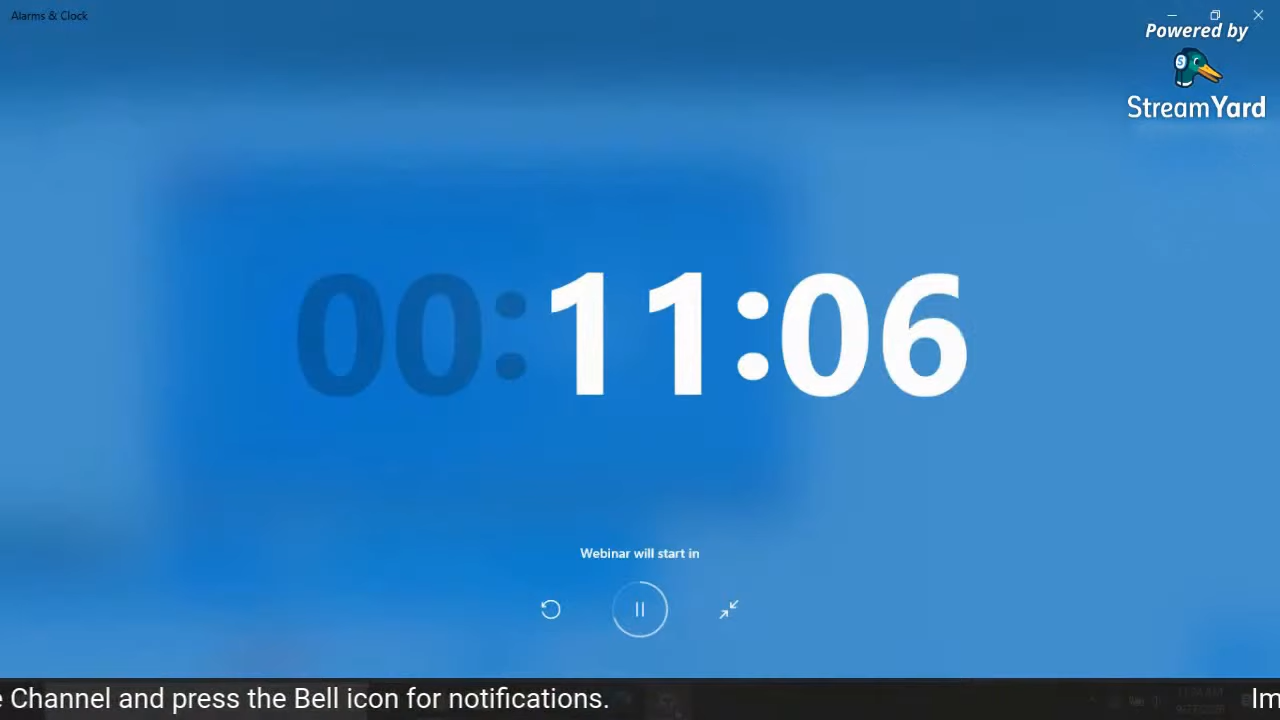 Alarms & Clock
Powered by
StreamYard
00:11:06
Webinar will start in
Channel and press the Bell icon for notifications.
Im